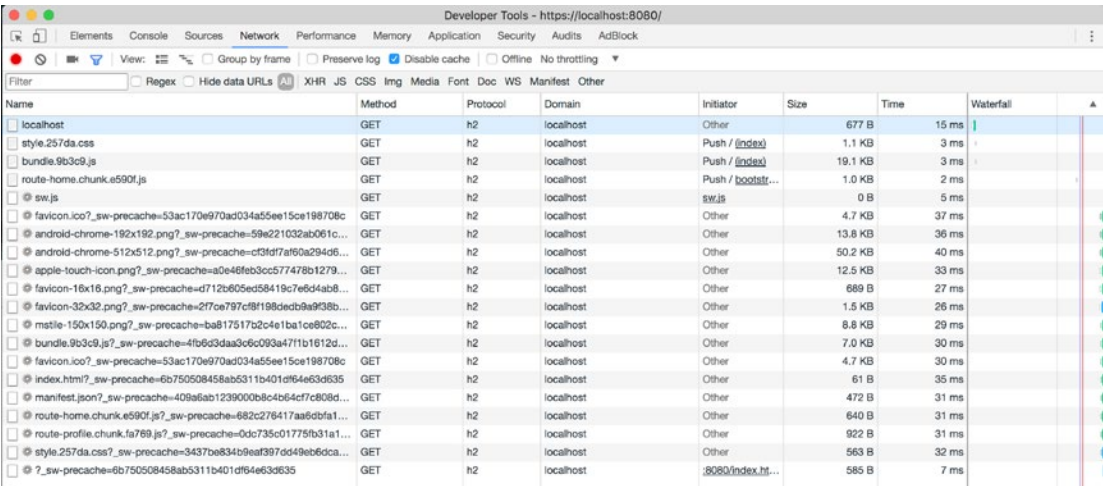 Developer Tools - https://localhost:8080/
Elements Console Sources Network Performance Memory Application Security Audits AdBlock
View: Group by frame Preserve log Disable cache Offline No throttling
Filter Regex Hide data URLs All XHR JS CSS Img Media Font Doc WS Manifest Other
Name Method Protocol Domain Initiator Size Time Waterfall
localhost GET h2 localhost Other 677 B 15 ms
style.257da.css GET h2 localhost Push / (index) 1.1 KB 3 ms
bundle.9b3c9.js GET h2 localhost Push / (index) 19.1 KB 3 ms
route-home.chunk.e590f.js GET h2 localhost Push / bootstr... 1.0 KB 2 ms
sw.js GET h2 localhost sw.js 0 B 5 ms
favicon.ico?_sw-precache=53ac170e970ad034a55ee15ce198708c GET h2 localhost Other 4.7 KB 37 ms
android-chrome-192x192.png?_sw-precache=59e221032ab061c... GET h2 localhost Other 13.8 KB 36 ms
android-chrome-512x512.png?_sw-precache=cf3fdf7af60a294d6... GET h2 localhost Other 50.2 KB 40 ms
apple-touch-icon.png?_sw-precache=a0e46feb3cc577478b1279... GET h2 localhost Other 12.5 KB 33 ms
favicon-16x16.png?_sw-precache=d712b605ed58419c7e6d4ab8... GET h2 localhost Other 689 B 27 ms
favicon-32x32.png?_sw-precache=2f7ce797cf8f198dedb9a9f38b... GET h2 localhost Other 1.5 KB 26 ms
mstile-150x150.png?_sw-precache=ba817517b2c4e1ba1ce802c... GET h2 localhost Other 8.8 KB 29 ms
bundle.9b3c9.js?_sw-precache=4fb6d3daa3c6c093a47f1b1612d... GET h2 localhost Other 7.0 KB 30 ms
favicon.ico?_sw-precache=53ac170e970ad034a55ee15ce198708c GET h2 localhost Other 4.7 KB 30 ms
index.html?_sw-precache=6b750508458ab5311b401df64e63d635 GET h2 localhost Other 61 B 35 ms
manifest.json?_sw-precache=409a6ab1239000b8c4b64cf7c808d... GET h2 localhost Other 472 B 31 ms
route-home.chunk.e590f.js?_sw-precache=682c276417aa6dbfa1... GET h2 localhost Other 640 B 31 ms
route-profile.chunk.fa769.js?_sw-precache=0dc735c01775fb31a1... GET h2 localhost Other 922 B 31 ms
style.257da.css?_sw-precache=3437be834b9eaf397dd49eb6dca... GET h2 localhost Other 563 B 32 ms
?_sw-precache=6b750508458ab5311b401df64e63d635 GET h2 localhost :8080/index.ht... 585 B 7 ms